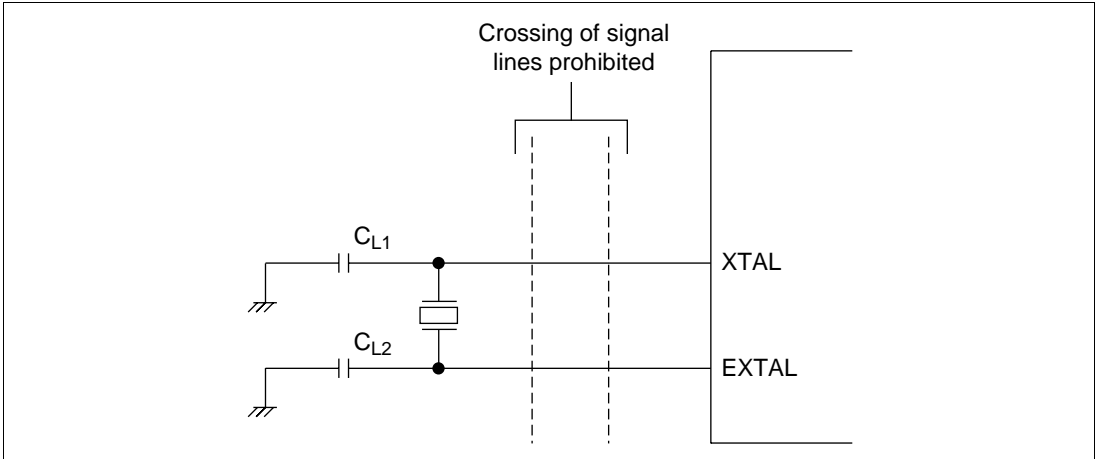 Crossing of signal
lines prohibited
CL1
XTAL
CL2
EXTAL